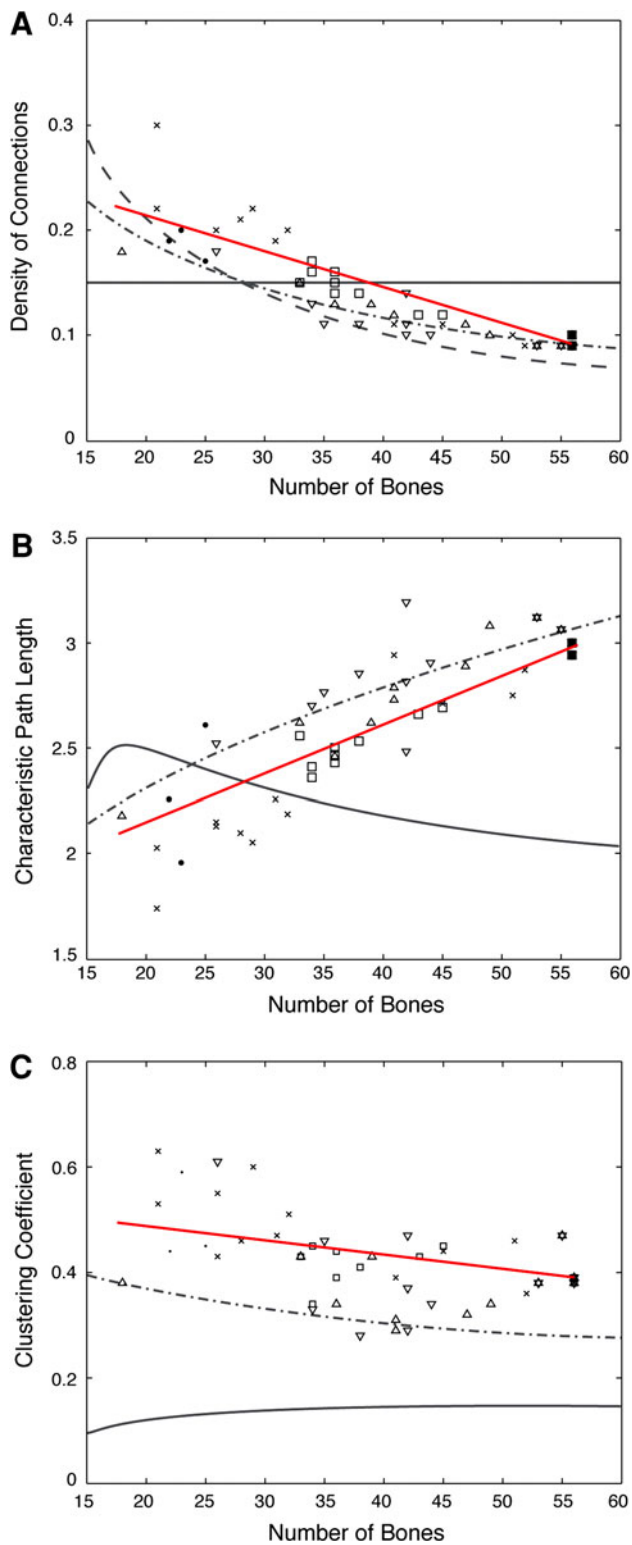 A
0.4
0.3
0.2
0.1
0
Density of Connections
15 20 25 30 35 40 45 50 55 60
Number of Bones
B
3.5
3
2.5
2
1.5
Characteristic Path Length
15 20 25 30 35 40 45 50 55 60
Number of Bones
C
0.8
0.6
0.4
0.2
0
Clustering Coefficient
15 20 25 30 35 40 45 50 55 60
Number of Bones